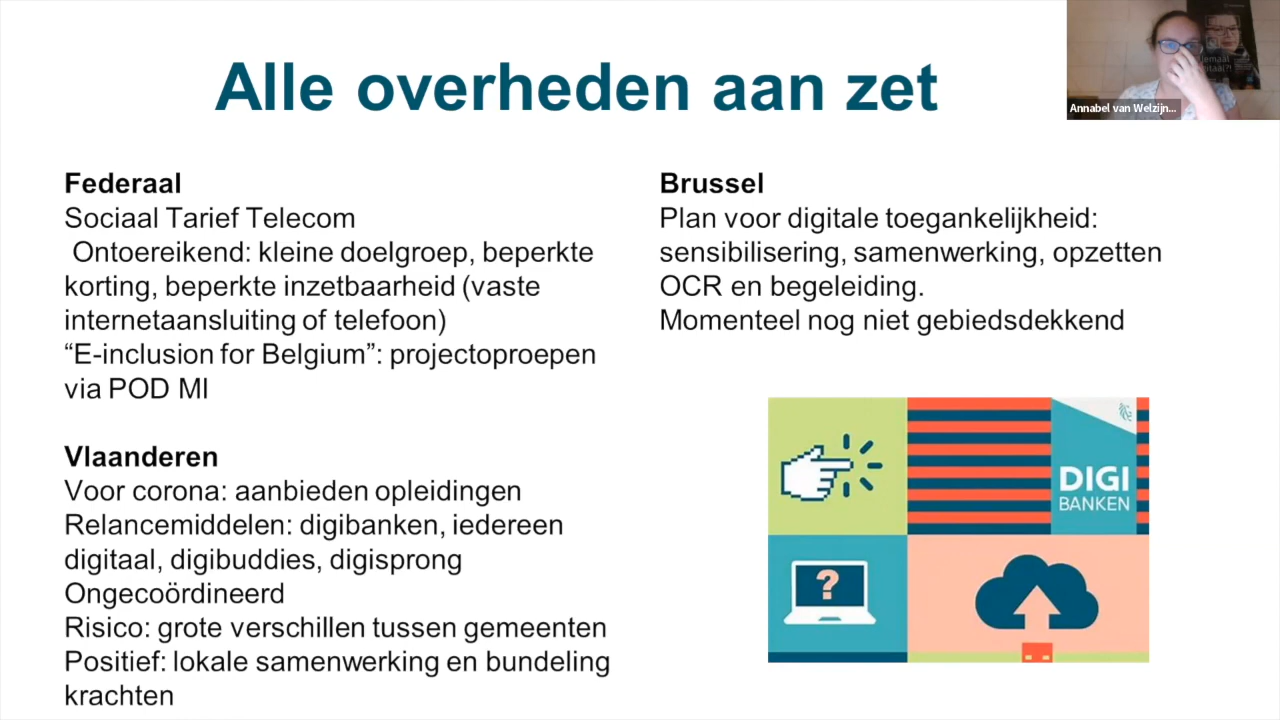 Alle overheden aan zet
Annabel van Welzijn...
Federaal
Sociaal Tarief Telecom
Ontoereikend: kleine doelgroep, beperkte
korting, beperkte inzetbaarheid (vaste
internetaansluiting of telefoon)
“E-inclusion for Belgium”: projectoproepen
via POD MI
Vlaanderen
Voor corona: aanbieden opleidingen
Relancemiddelen: digibanken, iedereen
digitaal, digibuddies, digisprong
Ongecoördineerd
Risico: grote verschillen tussen gemeenten
Positief: lokale samenwerking en bundeling
krachten
Brussel
Plan voor digitale toegankelijkheid:
sensibilisering, samenwerking, opzetten
OCR en begeleiding.
Momenteel nog niet gebiedsdekkend
DIGI
BANKEN
?